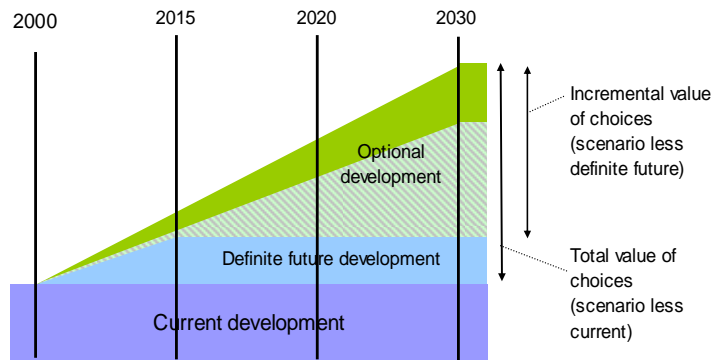 2000
2015
2020
2030
Incremental value
of choices
(scenario less
definite future)
Optional
development
Definite future development
Total value of
choices
(scenario less
current)
Current development